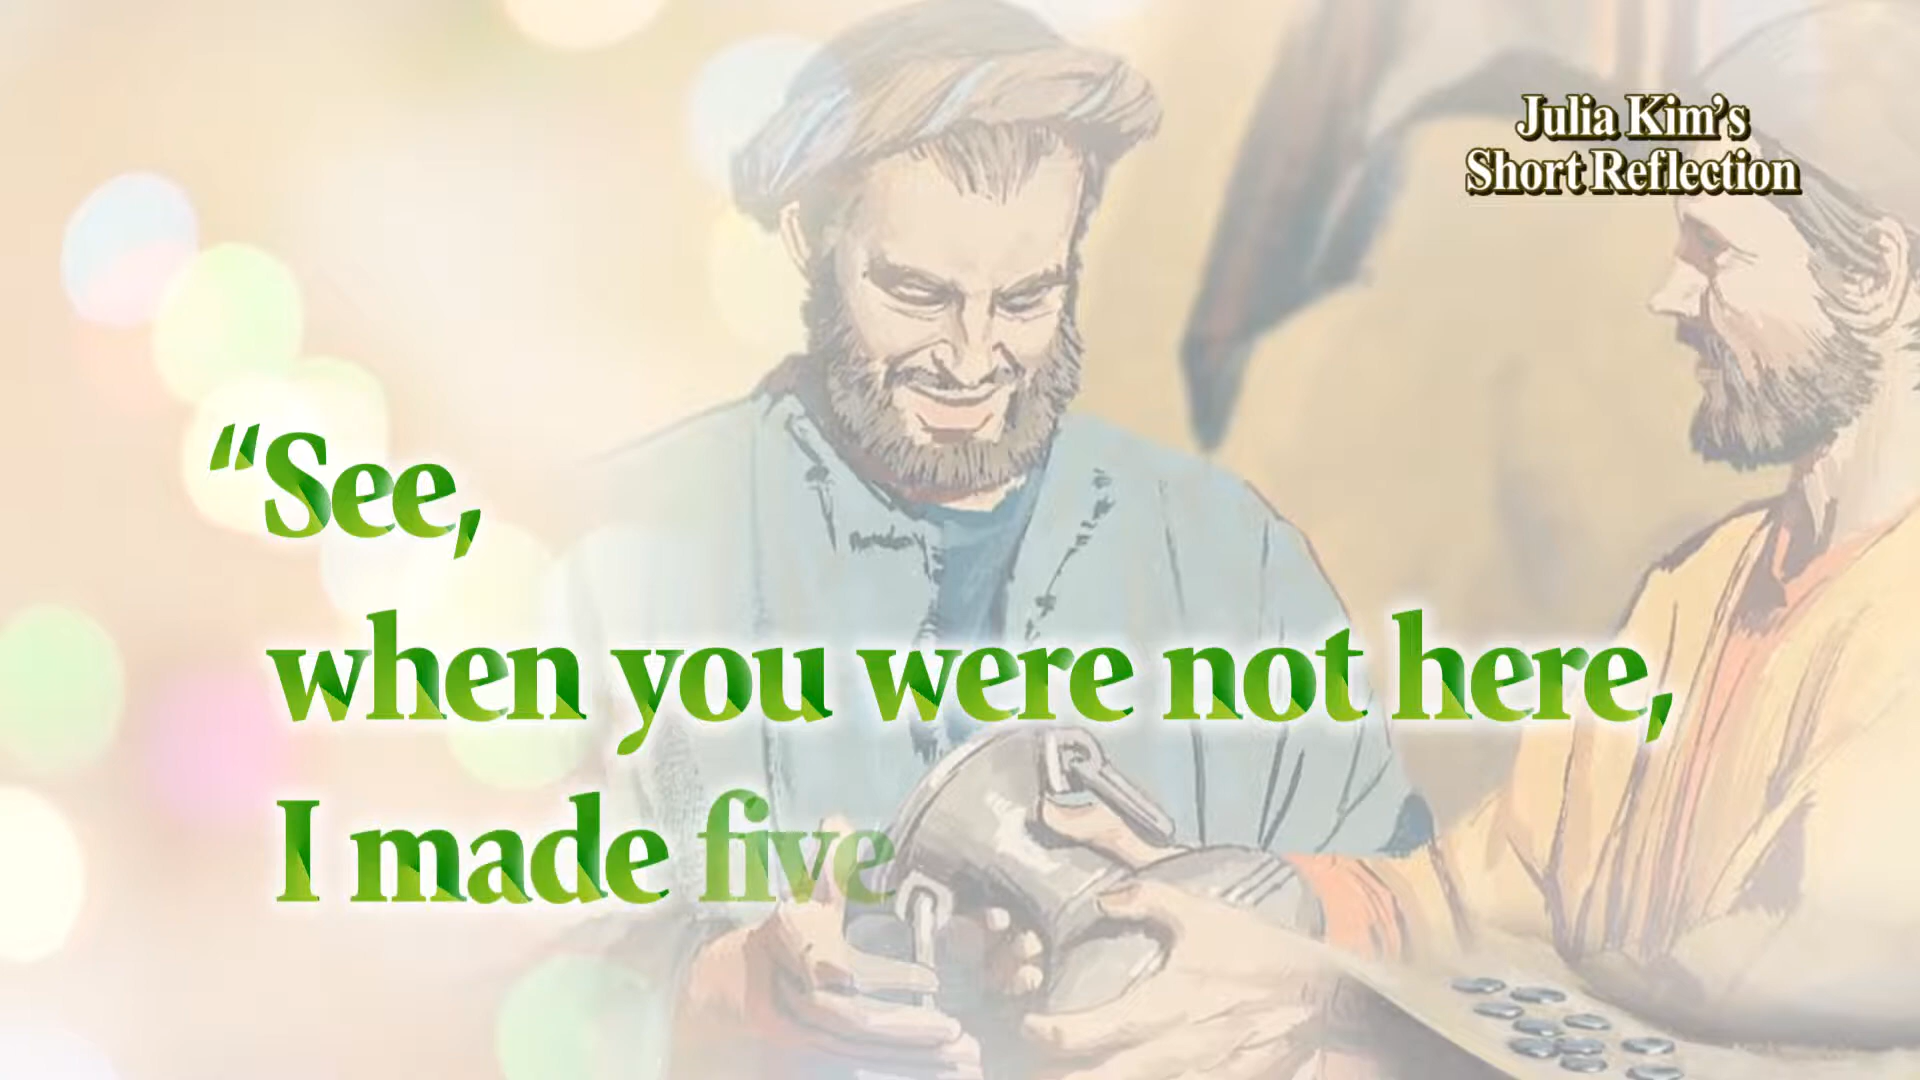 Julia Kim's
Short Reflection
“See,
when you were not here,
I made five